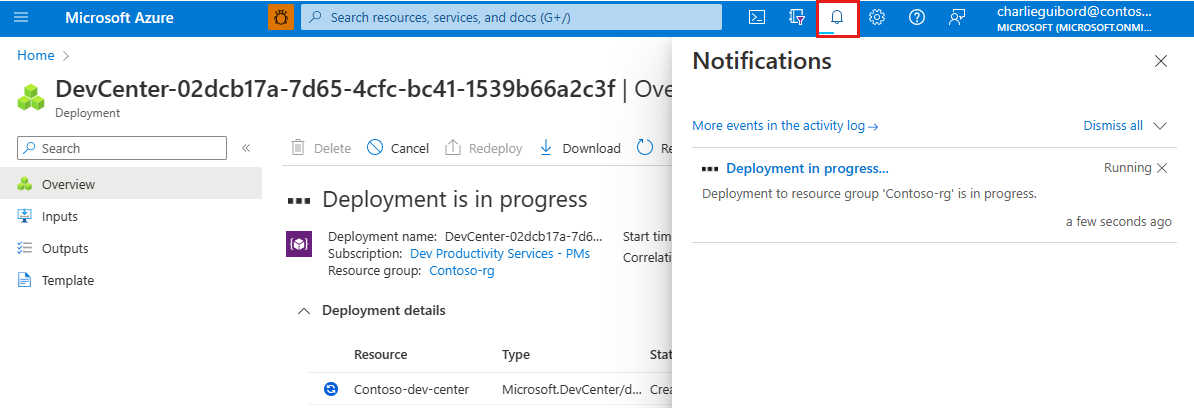 Microsoft Azure
Search resources, services, and docs (G+/)
charlieguibord@contos...
MICROSOFT (MICROSOFT.ONMI...
Home
DevCenter-02dcb17a-7d65-4cfc-bc41-1539b66a2c3f | Ove
Deployment
Search
Overview
Inputs
Outputs
Template
Delete
Cancel
Redeploy
Download
Re
Deployment is in progress
Deployment name: DevCenter-02dcb17a-7d6...
Subscription: Dev Productivity Services - PMs
Resource group: Contoso-rg
Start tim
Correlati
Deployment details
Resource
Type
Stat
Contoso-dev-center
Microsoft.DevCenter/d...
Crea
Notifications
More events in the activity log→
Dismiss all
Deployment in progress...
Running
Deployment to resource group 'Contoso-rg' is in progress.
a few seconds ago